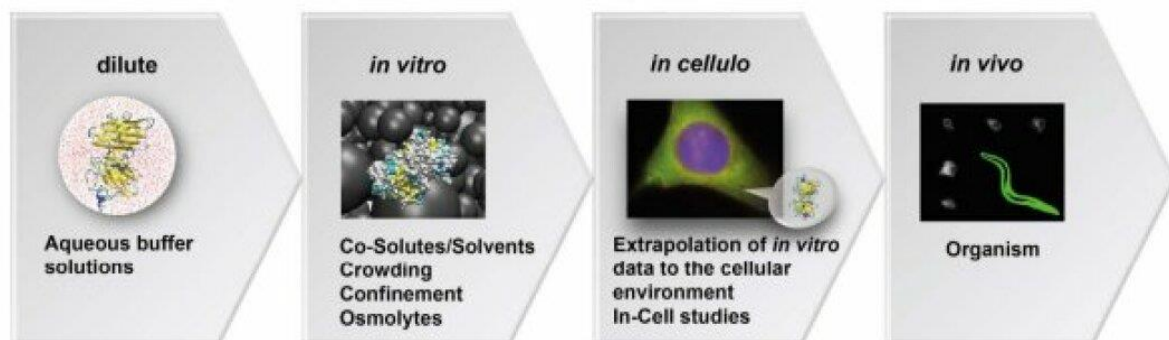 dilute
Aqueous buffer
solutions
in vitro
Co-Solutes/Solvents
Crowding
Confinement
Osmolytes
in cellulo
Extrapolation of in vitro
data to the cellular
environment
In-Cell studies
in vivo
Organism